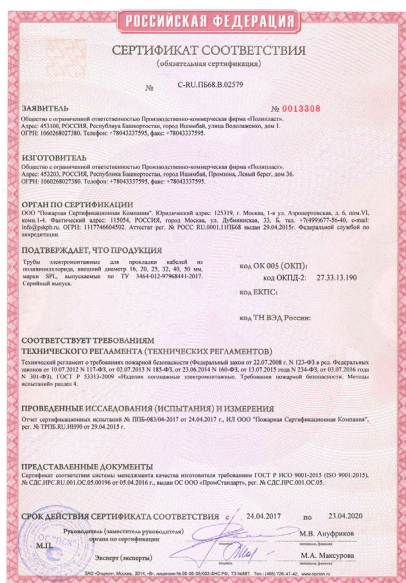 РОССИЙСКАЯ ФЕДЕРАЦИЯ
СЕРТИФИКАТ СООТВЕТСТВИЯ
(обязательная сертификация)
№ C-RU.ПБ68.В.02579
ЗАЯВИТЕЛЬ № 0013308
Общество с ограниченной ответственностью Производственно-коммерческая фирма «Полипласт».
Адрес: 453100, РОССИЯ, Республика Башкортостан, город Ишимбай, улица Водолаженко, дом 1.
ОГРН: 1060268027380. Телефон: +78043337595, факс: +78043337595.
ИЗГОТОВИТЕЛЬ
Общество с ограниченной ответственностью Производственно-коммерческая фирма «Полипласт».
Адрес: 453203, РОССИЯ, Республика Башкортостан, город Ишимбай, Промзона, Левый берег, дом 36.
ОГРН: 1060268027380. Телефон: +78043337595, факс: +78043337595.
ОРГАН ПО СЕРТИФИКАЦИИ
ООО "Пожарная Сертификационная Компания". Юридический адрес: 125319, г. Москва, 1-я ул. Аэропортовская, д. 6, пом.VI,
комн.1-4. Фактический адрес: 115054, РОССИЯ, город Москва, ул. Дубининская, 33, Б, тел. +7(499)677-56-40, e-mail:
info@pskpb.ru. ОГРН: 1117746604502. Аттестат рег. № РОСС RU.0001.11ПБ68 выдан 29.04.2015г. Федеральной службой по
аккредитации.
ПОДТВЕРЖДАЕТ, ЧТО ПРОДУКЦИЯ
Трубы электромонтажные для прокладки кабелей из
поливинилхлорида, внешний диаметр 16, 20, 25, 32, 40, 50 мм,
марки SPL, выпускаемые по ТУ 3464-012-97968441-2017.
Серийный выпуск.
код ОК 005 (ОКП):
код ОКПД-2: 27.33.13.190
код ЕКПС:
код ТН ВЭД России:
СООТВЕТСТВУЕТ ТРЕБОВАНИЯМ
ТЕХНИЧЕСКОГО РЕГЛАМЕНТА (ТЕХНИЧЕСКИХ РЕГЛАМЕНТОВ)
Технический регламент о требованиях пожарной безопасности (Федеральный закон от 22.07.2008 г. N 123-ФЗ в ред. Федеральных
законов от 10.07.2012 N 117-ФЗ, от 02.07.2013 N 185-ФЗ, от 23.06.2014 N 160-ФЗ, от 13.07.2015 N 234-ФЗ, от 03.07.2016
N 301-ФЗ). ГОСТ Р 53313-2009 «Изделия погонажные электромонтажные. Требования пожарной безопасности. Методы
испытаний» раздел 4.
ПРОВЕДЕННЫЕ ИССЛЕДОВАНИЯ (ИСПЫТАНИЯ) И ИЗМЕРЕНИЯ
Отчет сертификационных испытаний № ППБ-083/04-2017 от 24.04.2017 г., ИЛ ООО "Пожарная Сертификационная Компания",
рег. № ТРПБ.RU.ИН90 от 29.04.2015 г.
ПРЕДСТАВЛЕННЫЕ ДОКУМЕНТЫ
Сертификат соответствия системы менеджмента качества изготовителя требованиям ГОСТ Р ИСО 9001-2015 (ISO 9001:2015),
№ СДС.ПРС.RU.001.ОС.05.00196 от 05.04.2016 г., выдан ОС ООО «ПромСтандарт», рег. № СДС.ПРС.001.ОС.05.
СРОК ДЕЙСТВИЯ СЕРТИФИКАТА СООТВЕТСТВИЯ с 24.04.2017 по 23.04.2020
Руководитель (заместитель руководителя)
органа по сертификации
М.В. Ануфриков
М.П.
Эксперт (эксперты)
М.А. Максурова